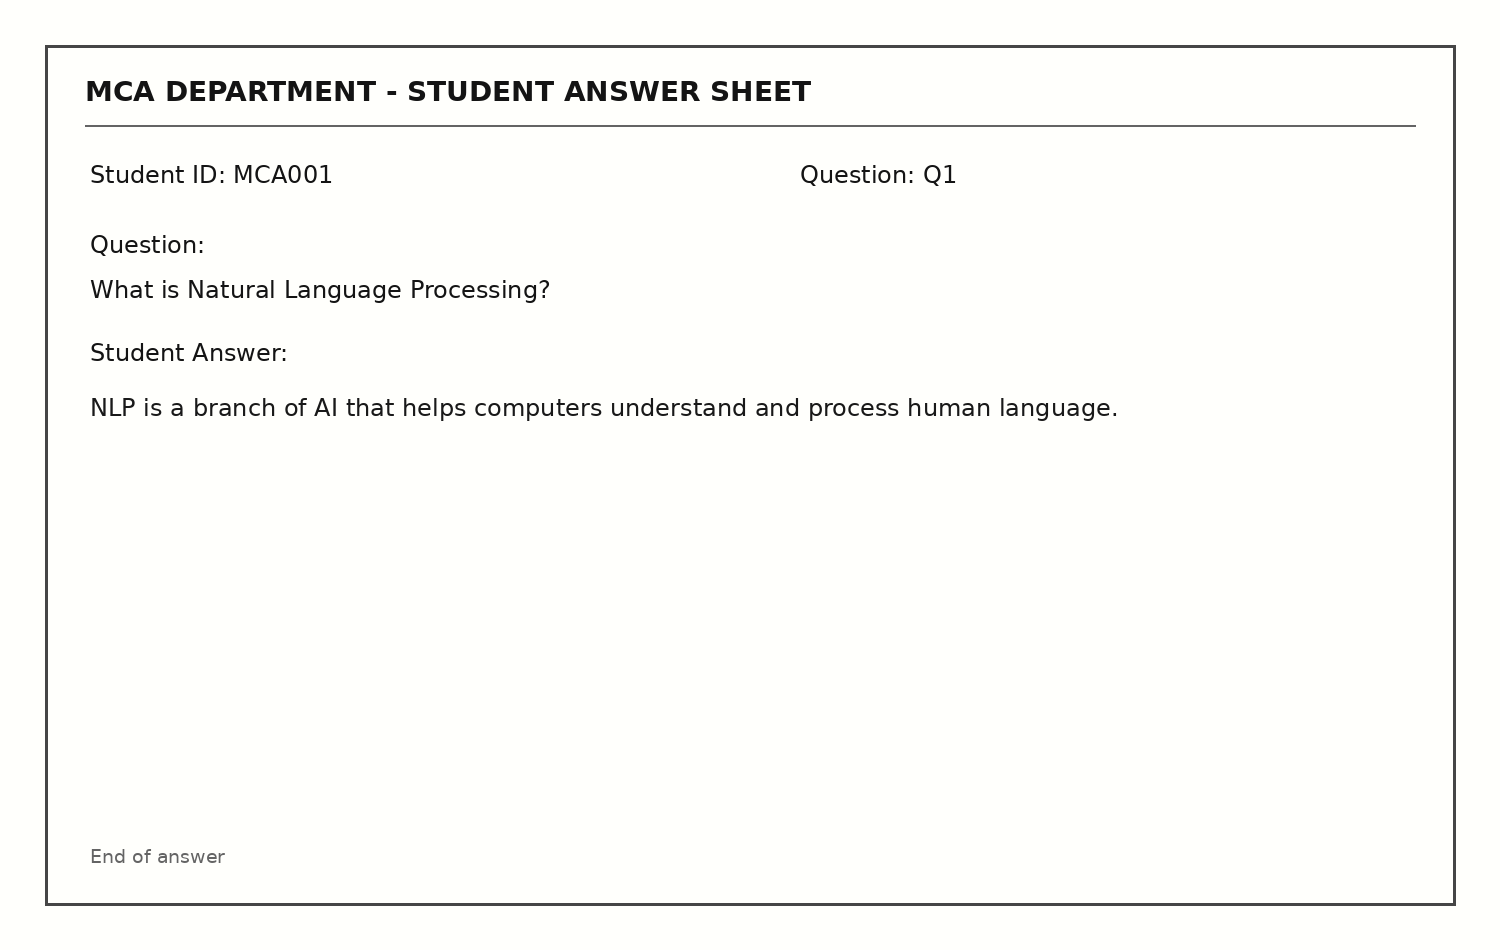 MCA DEPARTMENT - STUDENT ANSWER SHEET
Student ID: MCA001 Question: Q1
Question:
What is Natural Language Processing?
Student Answer:
NLP is a branch of AI that helps computers understand and process human language.
End of answer